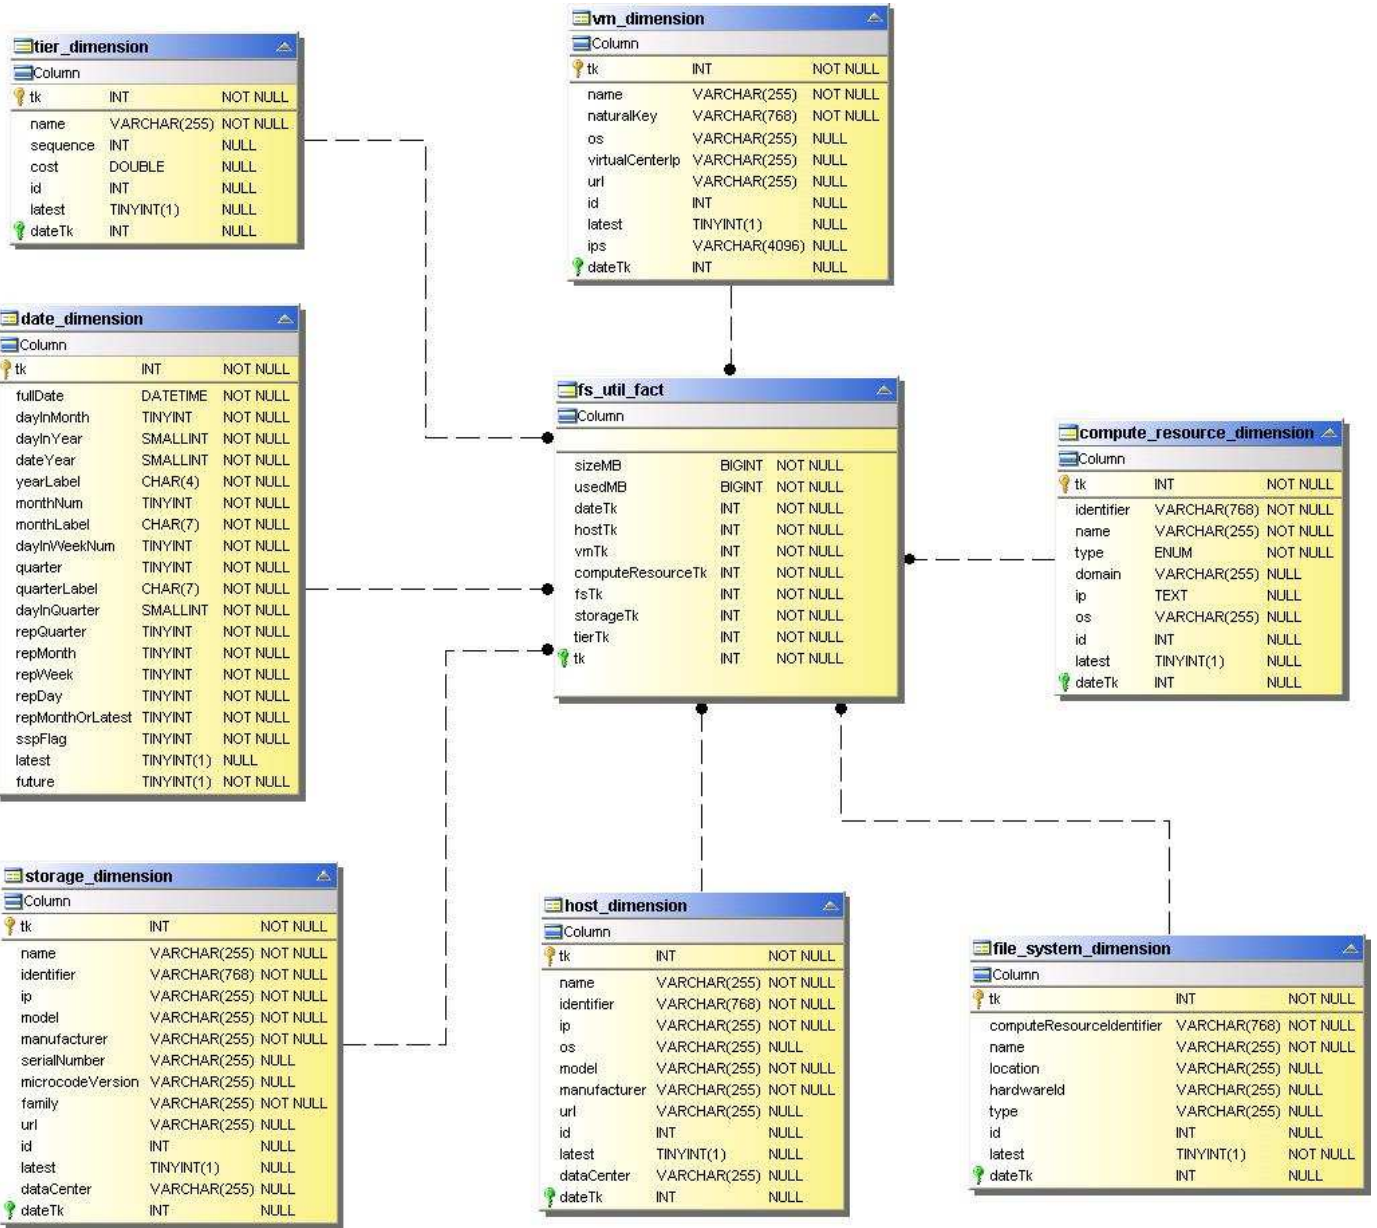 tier_dimension
Column
tk INT NOT NULL
name VARCHAR(255) NOT NULL
sequence INT NULL
cost DOUBLE NULL
id INT NULL
latest TINYINT(1) NULL
dateTk INT NULL
vm_dimension
Column
tk INT NOT NULL
name VARCHAR(255) NOT NULL
naturalKey VARCHAR(768) NOT NULL
os VARCHAR(255) NULL
virtualCenterIp VARCHAR(255) NULL
url VARCHAR(255) NULL
id INT NULL
latest TINYINT(1) NULL
ips VARCHAR(4096) NULL
dateTk INT NULL
date_dimension
Column
tk INT NOT NULL
fullDate DATETIME NOT NULL
dayInMonth TINYINT NOT NULL
dayInYear SMALLINT NOT NULL
dateYear SMALLINT NOT NULL
yearLabel CHAR(4) NOT NULL
monthNum TINYINT NOT NULL
monthLabel CHAR(7) NOT NULL
dayInWeekNum TINYINT NOT NULL
quarter TINYINT NOT NULL
quarterLabel CHAR(7) NOT NULL
dayInQuarter SMALLINT NOT NULL
repQuarter TINYINT NOT NULL
repMonth TINYINT NOT NULL
repWeek TINYINT NOT NULL
repDay TINYINT NOT NULL
repMonthOrLatest TINYINT NOT NULL
sspFlag TINYINT NOT NULL
latest TINYINT(1) NULL
future TINYINT(1) NOT NULL
fs_util_fact
Column
sizeMB BIGINT NOT NULL
usedMB BIGINT NOT NULL
dateTk INT NOT NULL
hostTk INT NOT NULL
vmTk INT NOT NULL
computeResourceTk INT NOT NULL
fsTk INT NOT NULL
storageTk INT NOT NULL
tierTk INT NOT NULL
tk INT NOT NULL
compute_resource_dimension
Column
tk INT NOT NULL
identifier VARCHAR(768) NOT NULL
name VARCHAR(255) NOT NULL
type ENUM NOT NULL
domain VARCHAR(255) NULL
ip TEXT NULL
os VARCHAR(255) NULL
id INT NULL
latest TINYINT(1) NULL
dateTk INT NULL
storage_dimension
Column
tk INT NOT NULL
name VARCHAR(255) NOT NULL
identifier VARCHAR(768) NOT NULL
ip VARCHAR(255) NOT NULL
model VARCHAR(255) NOT NULL
manufacturer VARCHAR(255) NOT NULL
serialNumber VARCHAR(255) NULL
microcodeVersion VARCHAR(255) NULL
family VARCHAR(255) NOT NULL
url VARCHAR(255) NULL
id INT NULL
latest TINYINT(1) NULL
dataCenter VARCHAR(255) NULL
dateTk INT NULL
host_dimension
Column
tk INT NOT NULL
name VARCHAR(255) NOT NULL
identifier VARCHAR(768) NOT NULL
ip VARCHAR(255) NOT NULL
os VARCHAR(255) NULL
model VARCHAR(255) NOT NULL
manufacturer VARCHAR(255) NOT NULL
url VARCHAR(255) NULL
id INT NULL
latest TINYINT(1) NULL
dataCenter VARCHAR(255) NULL
dateTk INT NULL
file_system_dimension
Column
tk INT NOT NULL
computeResourceIdentifier VARCHAR(768) NOT NULL
name VARCHAR(255) NOT NULL
location VARCHAR(255) NULL
hardwareId VARCHAR(255) NULL
type VARCHAR(255) NULL
id INT NULL
latest TINYINT(1) NOT NULL
dateTk INT NULL